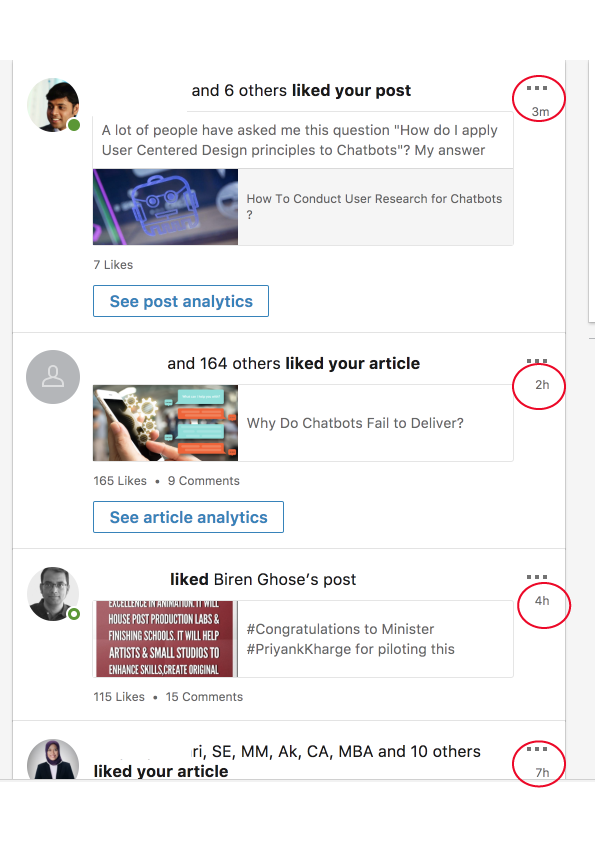 and 6 others liked your post
3m
A lot of people have asked me this question "How do I apply
User Centered Design principles to Chatbots"? My answer
How To Conduct User Research for Chatbots
?
7 Likes
See post analytics
and 164 others liked your article
2h
Why Do Chatbots Fail to Deliver?
165 Likes • 9 Comments
See article analytics
liked Biren Ghose's post
4h
EXCELLENCE IN ANIMATION. IT WILL
HOUSE POST PRODUCTION LABS &
FINISHING SCHOOLS. IT WILL HELP
ARTISTS & SMALL STUDIOS TO
ENHANCE SKILLS,CREATE ORIGINAL
#Congratulations to Minister
#PriyankKharge for piloting this
115 Likes • 15 Comments
ri, SE, MM, Ak, CA, MBA and 10 others
liked your article
7h